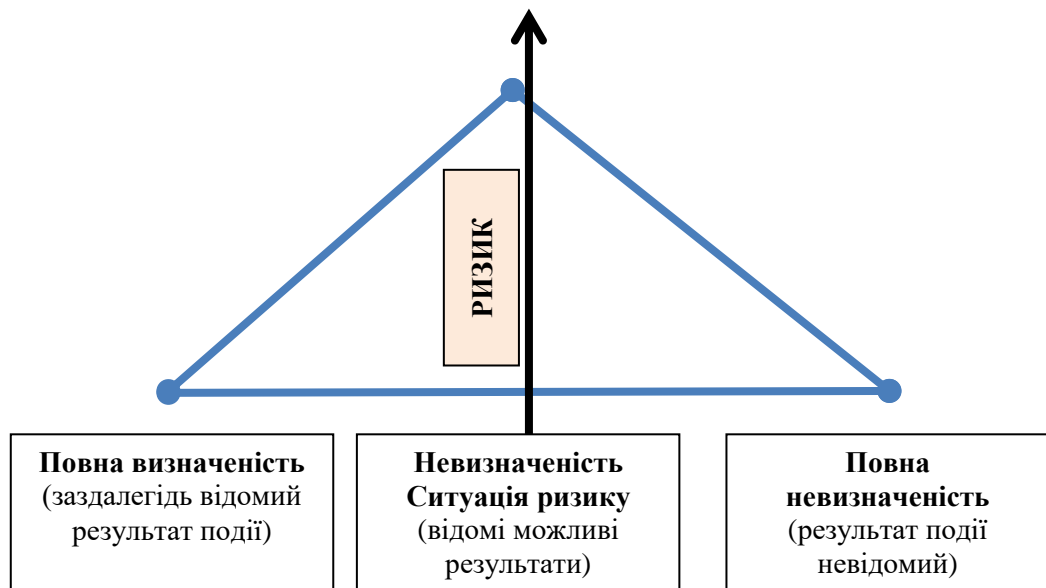 РИЗИК
Повна визначеність
(заздалегідь відомий
результат події)
Невизначеність
Ситуація ризику
(відомі можливі
результати)
Повна
невизначеність
(результат події
невідомий)